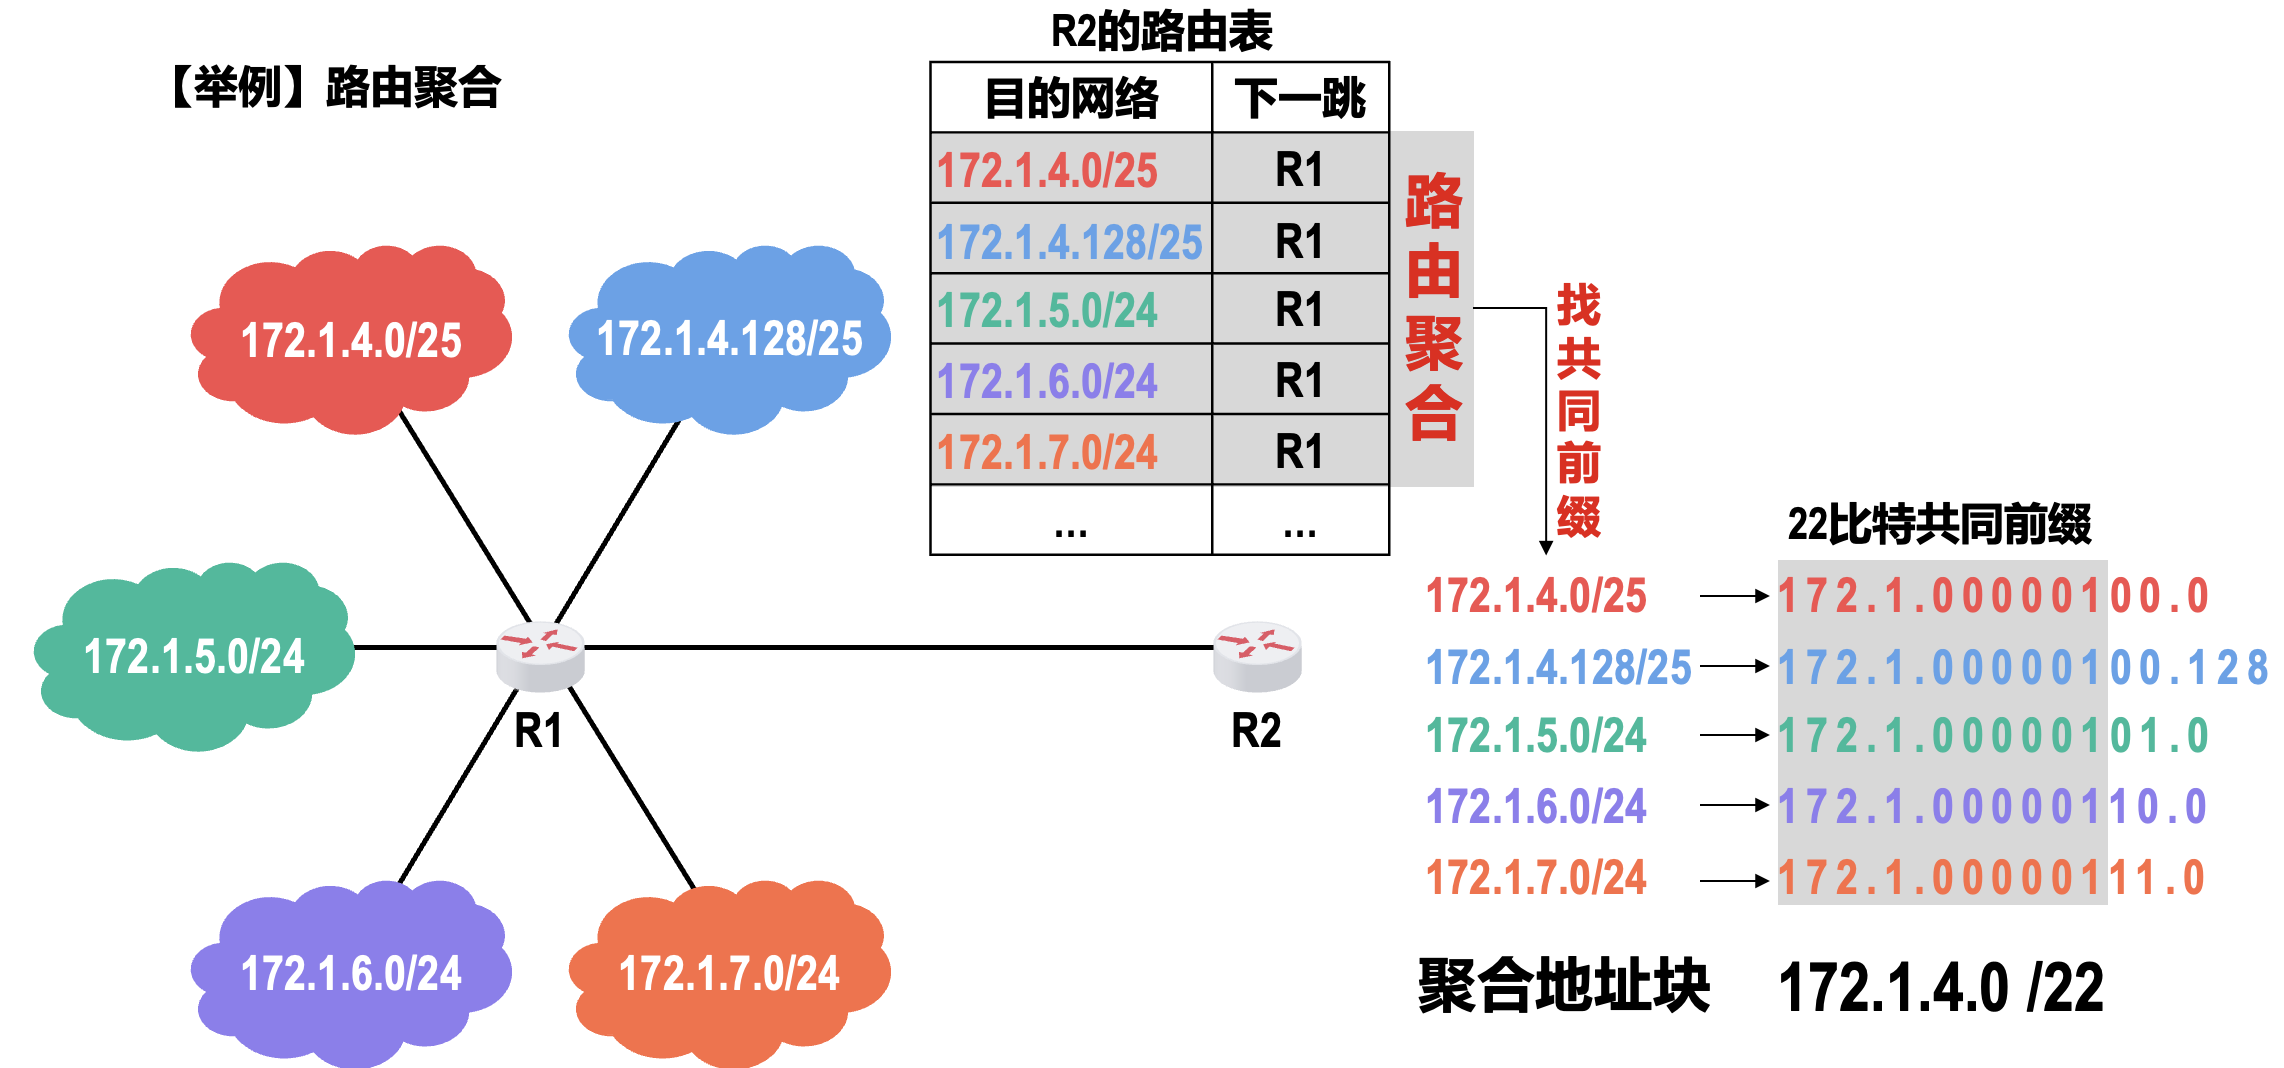 【举例】路由聚合
R2的路由表
目的网络 下一跳
172.1.4.0/25 R1
172.1.4.128/25 R1
172.1.5.0/24 R1
172.1.6.0/24 R1
172.1.7.0/24 R1
... ...
路由聚合
找共同前缀
172.1.4.0/25
172.1.4.128/25
172.1.5.0/24
172.1.6.0/24
172.1.7.0/24
R1
R2
22比特共同前缀
172.1.4.0/25 172.1.00000100.0
172.1.4.128/25 172.1.00000100.128
172.1.5.0/24 172.1.00000101.0
172.1.6.0/24 172.1.00000110.0
172.1.7.0/24 172.1.00000111.0
聚合地址块 172.1.4.0 /22